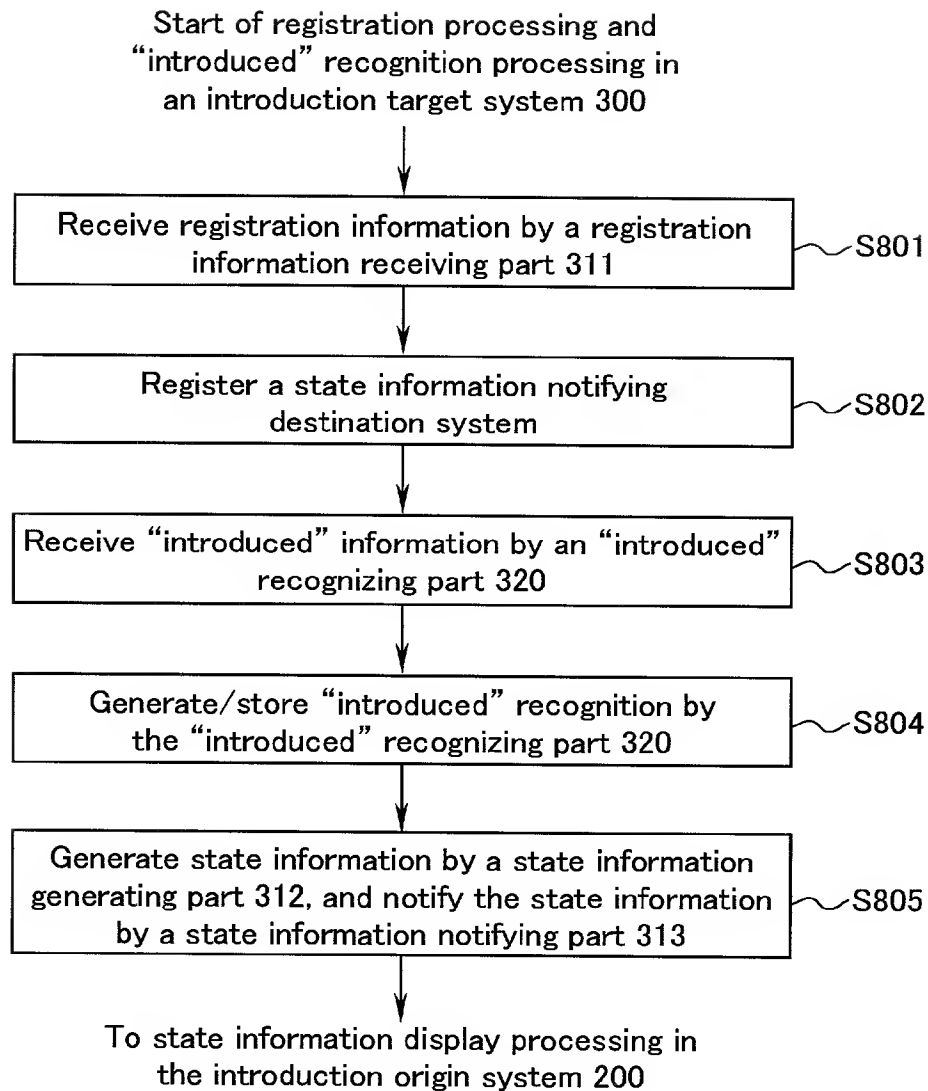 Start of registration processing and
“introduced” recognition processing in
an introduction target system 300
Receive registration information by a registration
information receiving part 311
S801
Register a state information notifying
destination system
S802
Receive “introduced” information by an “introduced”
recognizing part 320
S803
Generate/store “introduced” recognition by
the “introduced” recognizing part 320
S804
Generate state information by a state information
generating part 312, and notify the state information
by a state information notifying part 313
S805
To state information display processing in
the introduction origin system 200